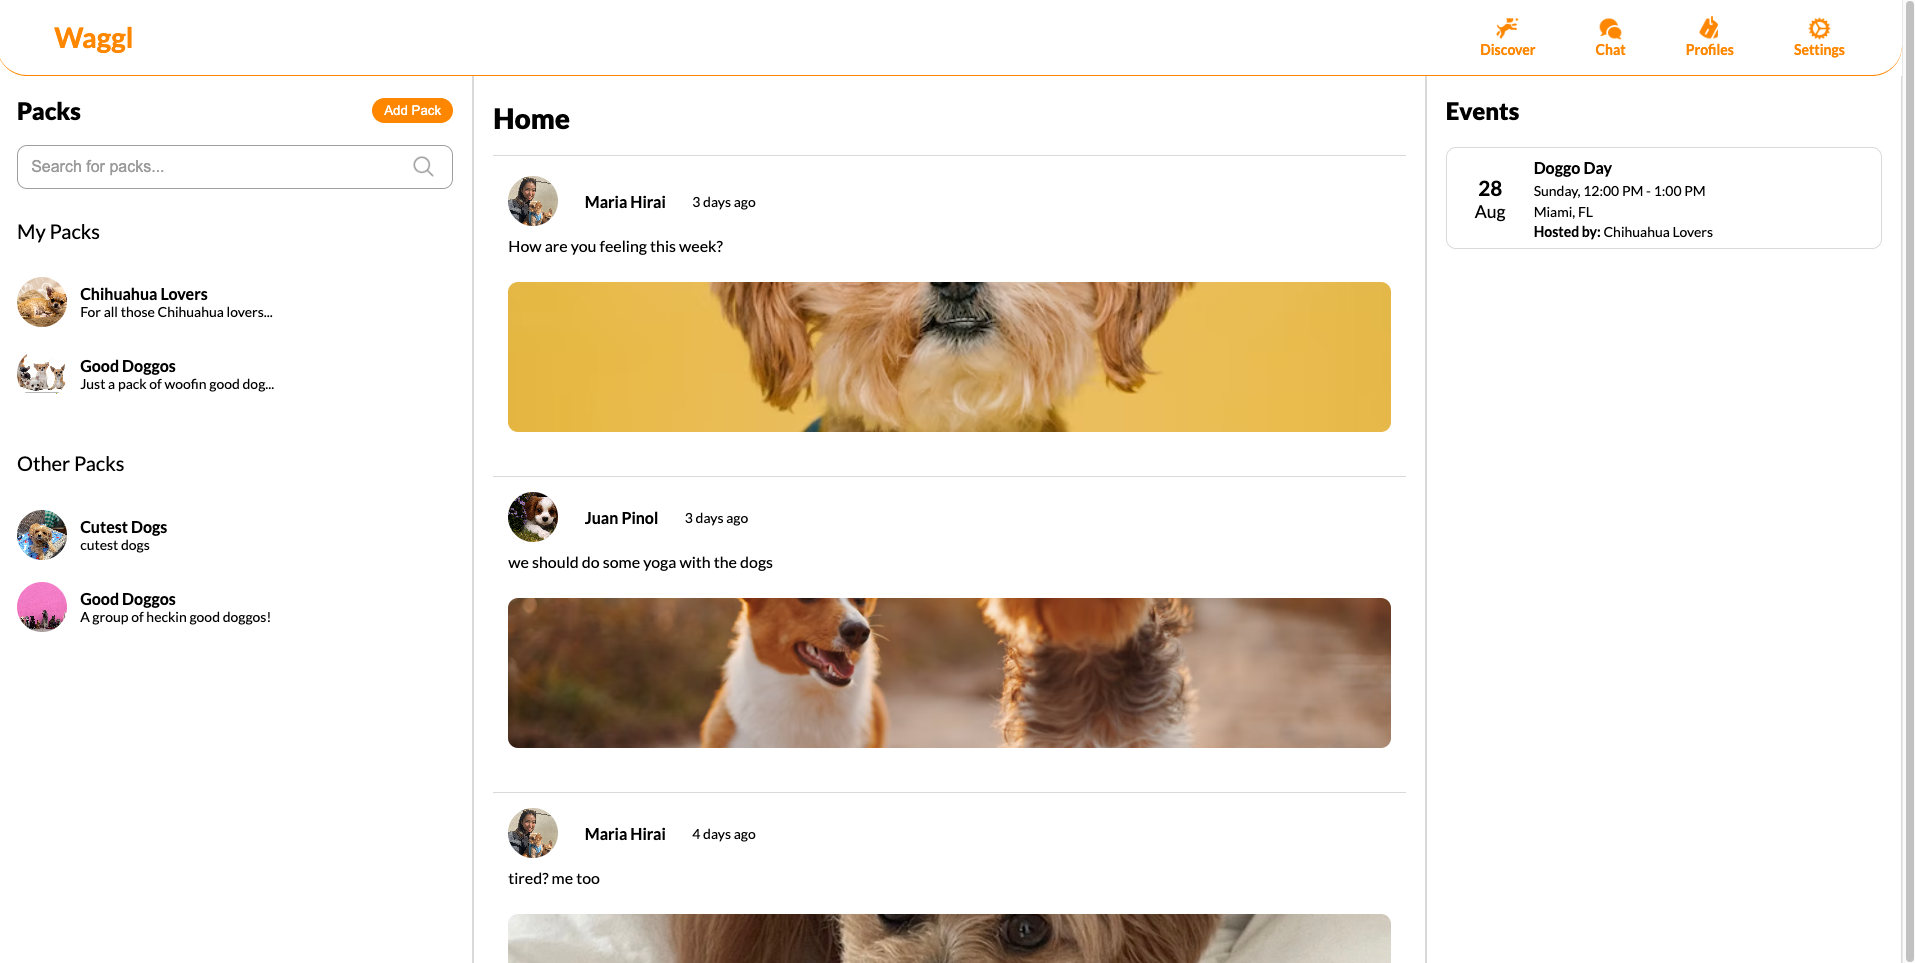 Waggl
Discover
Chat
Profiles
Settings
Packs
Add Pack
Search for packs...
My Packs
Chihuahua Lovers
For all those Chihuahua lovers...
Good Doggos
Just a pack of woofin good dog...
Other Packs
Cutest Dogs
cutest dogs
Good Doggos
A group of heckin good doggos!
Home
Maria Hirai 3 days ago
How are you feeling this week?
Juan Pinol 3 days ago
we should do some yoga with the dogs
Maria Hirai 4 days ago
tired? me too
Events
28
Aug
Doggo Day
Sunday, 12:00 PM - 1:00 PM
Miami, FL
Hosted by: Chihuahua Lovers